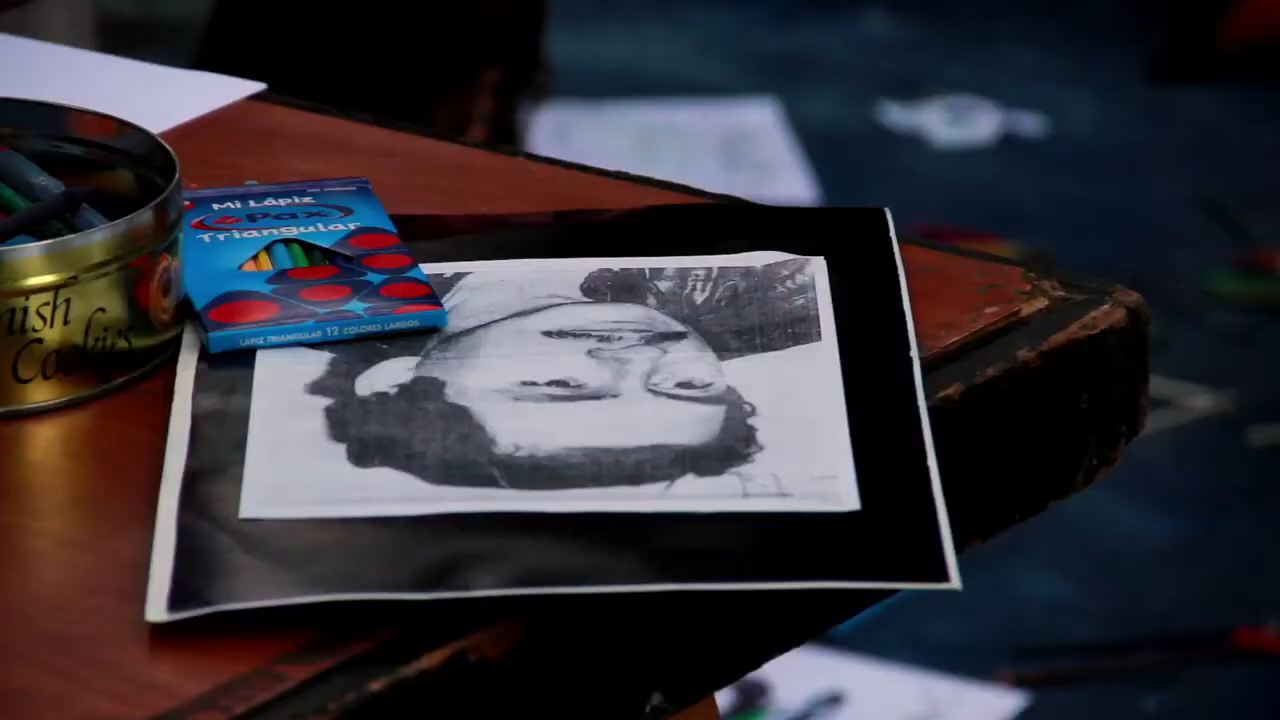 Mi Lápiz
Pax
Triangular
LÁPIZ TRIANGULAR 12 COLORES LARGOS
nish
Cookies